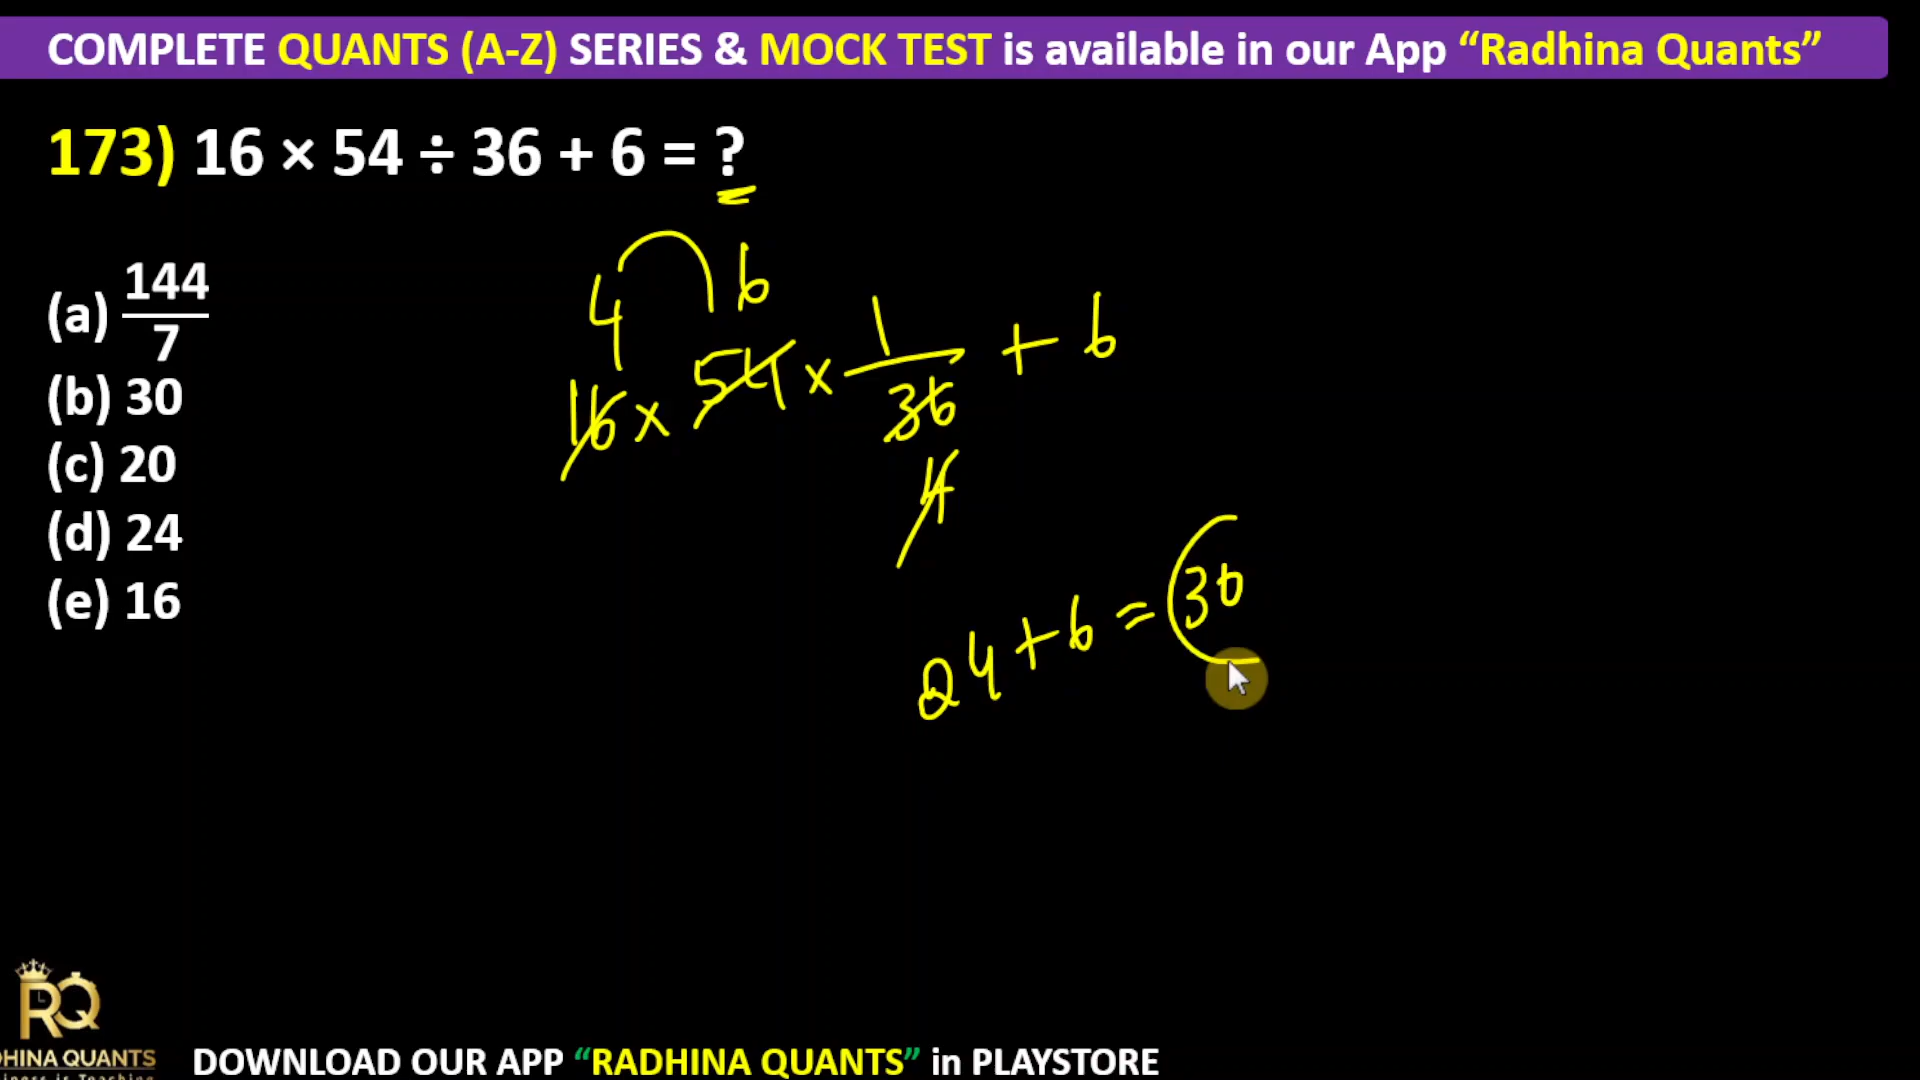 COMPLETE QUANTS (A-Z) SERIES & MOCK TEST is available in our App “Radhina Quants”
173) 16 × 54 ÷ 36 + 6 = ?
(a) 144/7
(b) 30
(c) 20
(d) 24
(e) 16
4 6
16 × 54 × 1/36 + 6
4
24 + 6 = 30
RQ
HINA QUANTS
DOWNLOAD OUR APP “RADHINA QUANTS” in PLAYSTORE